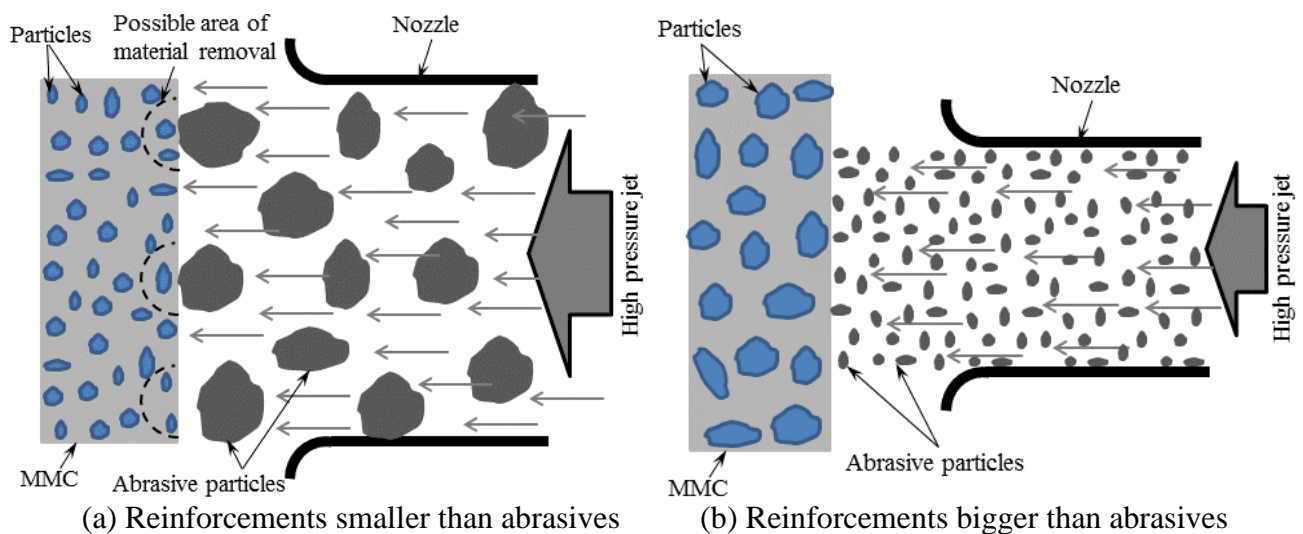 Particles
Possible area of
material removal
Nozzle
High pressure jet
MMC
Abrasive particles
(a) Reinforcements smaller than abrasives
Particles
Nozzle
High pressure jet
Abrasive particles
MMC
(b) Reinforcements bigger than abrasives